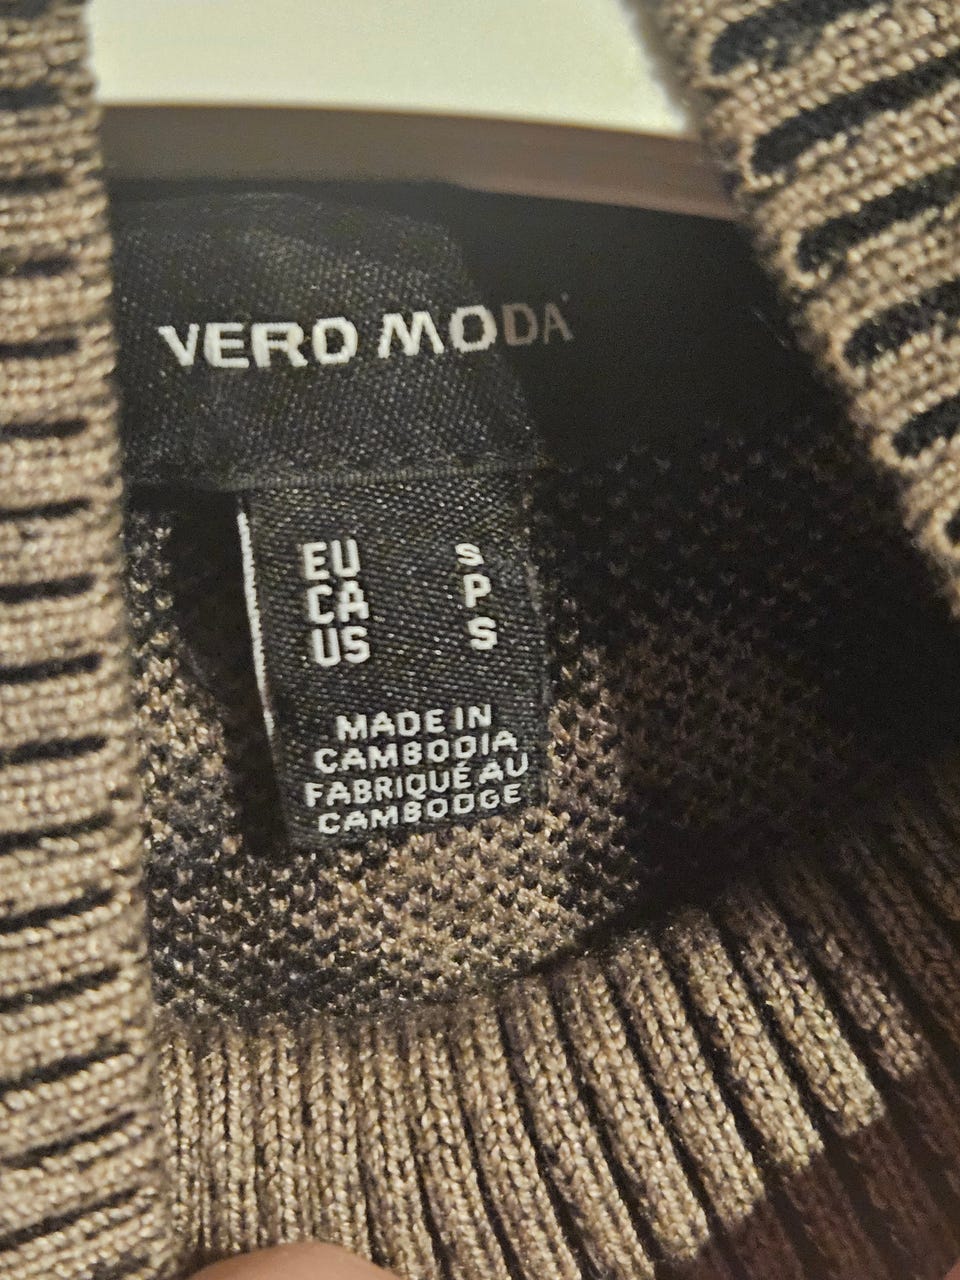 VERO MODA
EU S
CA P
US S
MADE IN
CAMBODIA
FABRIQUÉ AU
CAMBODGE